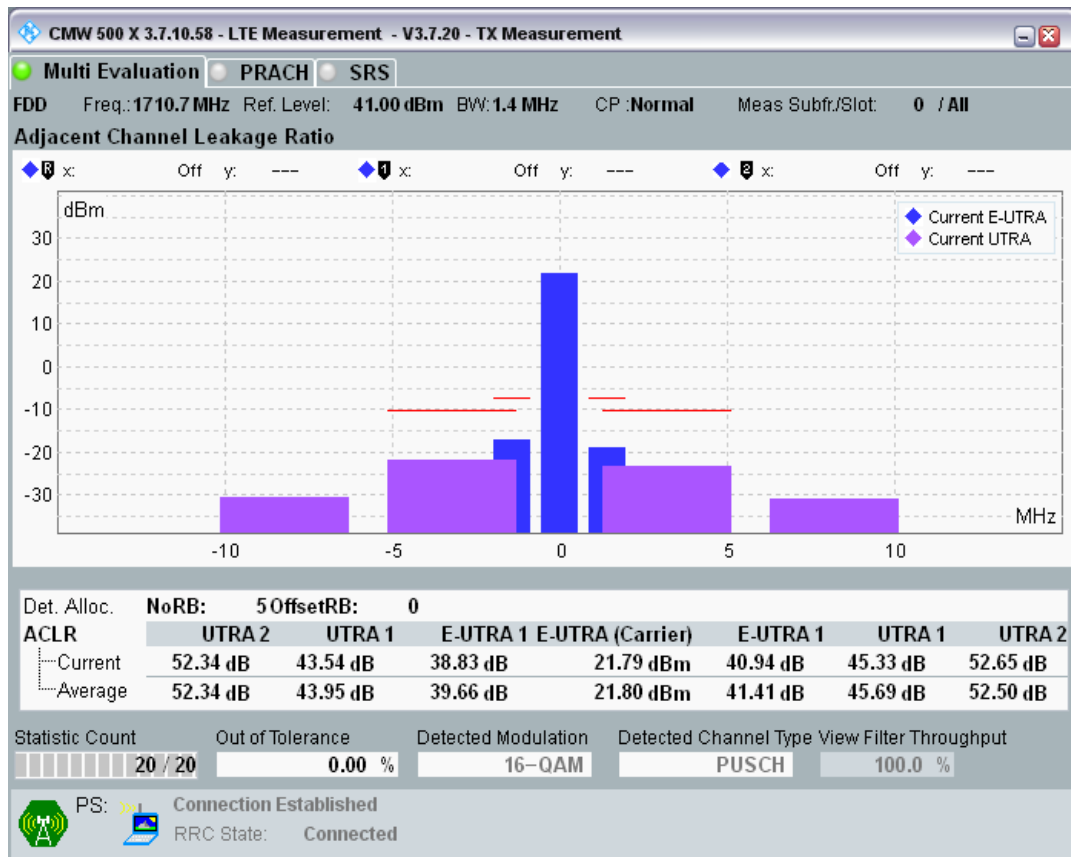 CMW 500 X 3.7.10.58 - LTE Measurement - V3.7.20 - TX Measurement
Multi Evaluation PRACH SRS
FDD Freq.: 1710.7 MHz Ref. Level: 41.00 dBm BW: 1.4 MHz CP :Normal Meas Subfr./Slot: 0 / All
Adjacent Channel Leakage Ratio
R x: Off y: --- 1 x: Off y: --- 2 x: Off y: ---
dBm
Current E-UTRA
Current UTRA
30
20
10
0
-10
-20
-30
MHz
-10 -5 0 5 10
Det. Alloc. NoRB: 5 OffsetRB: 0
ACLR UTRA 2 UTRA 1 E-UTRA 1 E-UTRA (Carrier) E-UTRA 1 UTRA 1 UTRA 2
Current 52.34 dB 43.54 dB 38.83 dB 21.79 dBm 40.94 dB 45.33 dB 52.65 dB
Average 52.34 dB 43.95 dB 39.66 dB 21.80 dBm 41.41 dB 45.69 dB 52.50 dB
Statistic Count Out of Tolerance Detected Modulation Detected Channel Type View Filter Throughput
20 / 20 0.00 % 16-QAM PUSCH 100.0 %
PS: Connection Established
RRC State: Connected